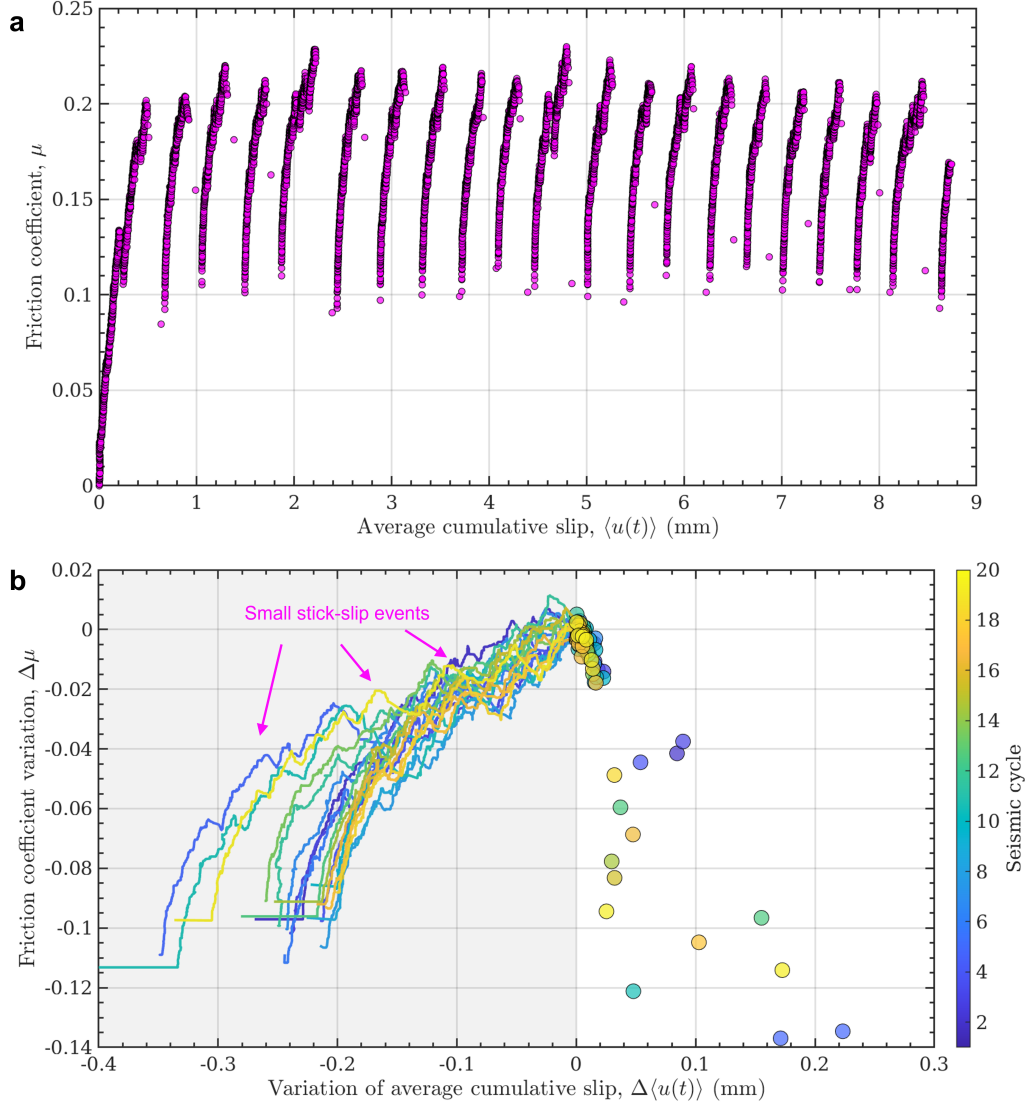 a
0.25
0.2
0.15
0.1
0.05
0
Friction coefficient, μ
0 1 2 3 4 5 6 7 8 9
Average cumulative slip, ⟨u(t)⟩ (mm)
b
0.02
0
-0.02
-0.04
-0.06
-0.08
-0.1
-0.12
-0.14
Friction coefficient variation, Δμ
Small stick-slip events
-0.4 -0.3 -0.2 -0.1 0 0.1 0.2 0.3
Variation of average cumulative slip, Δ⟨u(t)⟩ (mm)
20
18
16
14
12
10
8
6
4
2
Seismic cycle